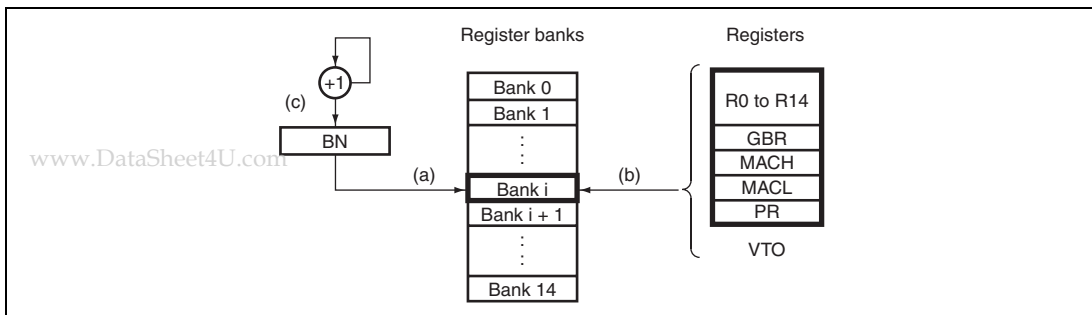 Register banks
Registers
+1
(c)
BN
(a)
Bank 0
Bank 1
Bank i
Bank i + 1
Bank 14
(b)
R0 to R14
GBR
MACH
MACL
PR
VTO
www.DataSheet4U.com